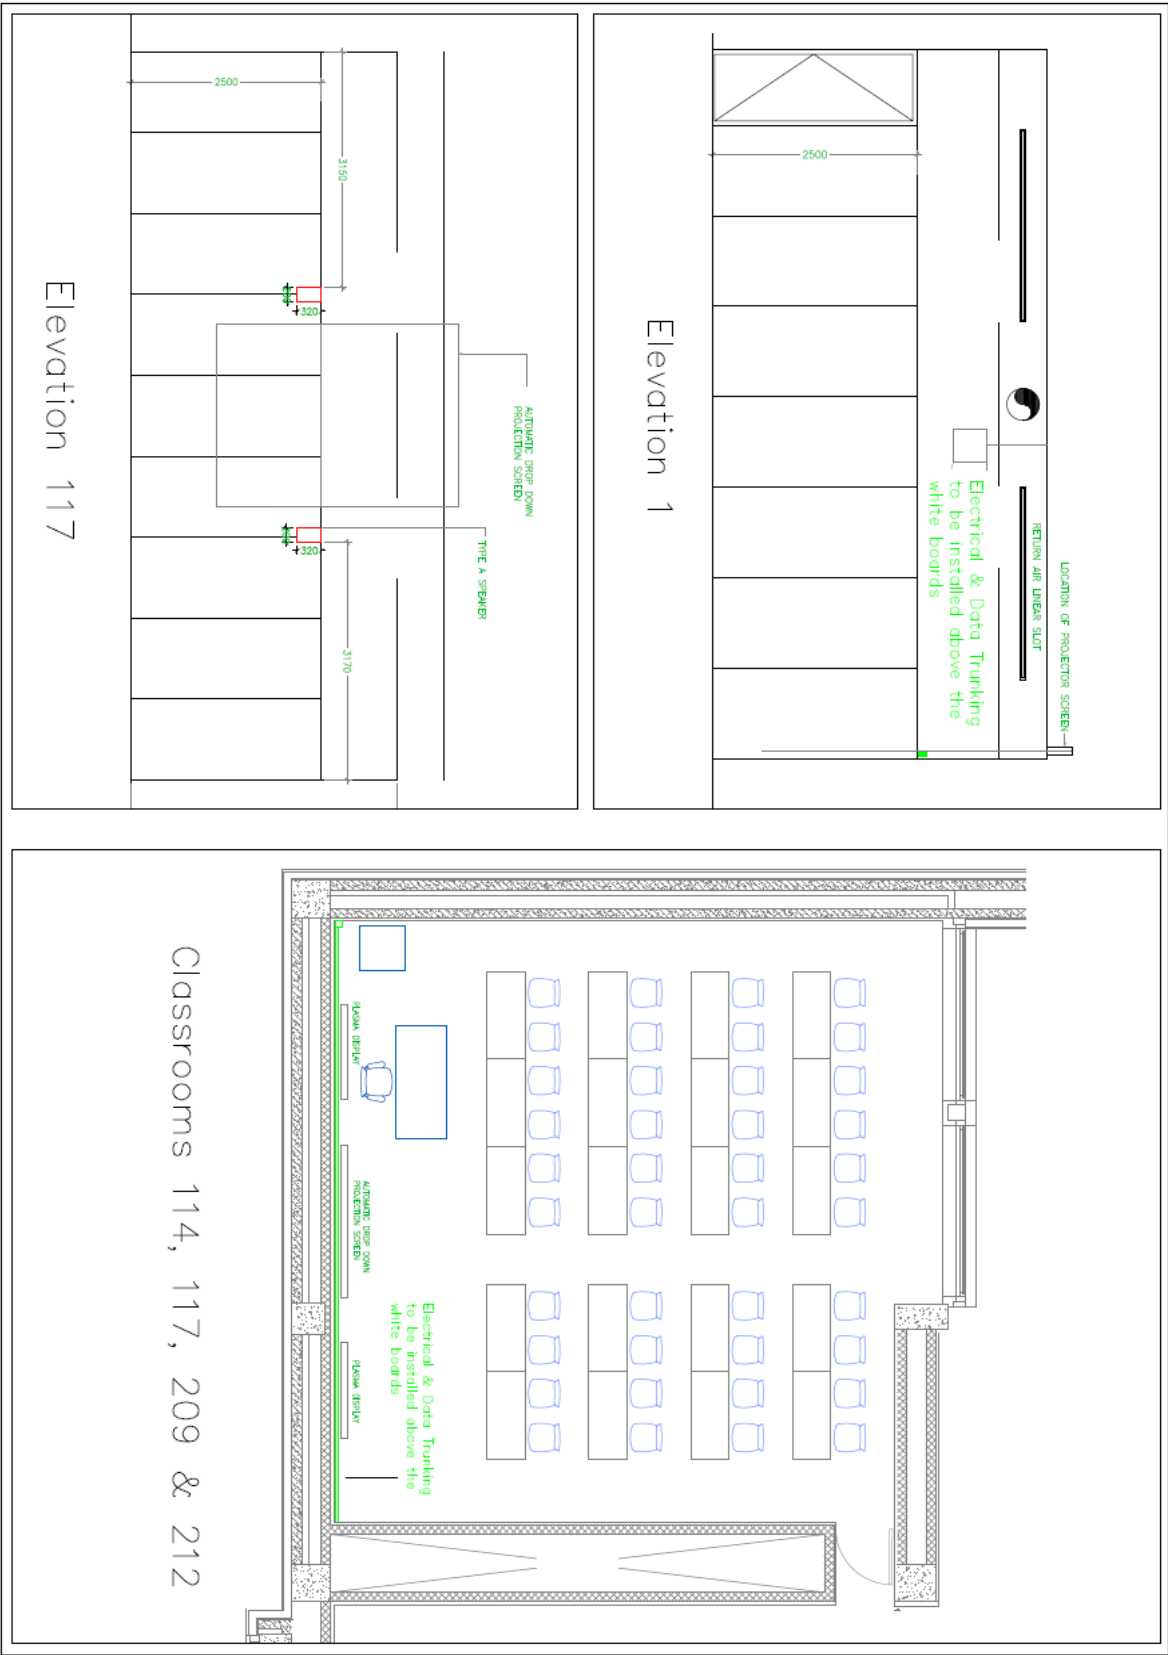 2500
3150
320
320
3170
AUTOMATIC DROP DOWN
PROJECTION SCREEN
TYPE A SPEAKER
Elevation 117
2500
LOCATION OF PROJECTOR SCREEN
RETURN AIR LINEAR SLOT
Electrical & Data Trunking
to be installed above the
white boards
Elevation 1
PLASMA DISPLAY
AUTOMATIC DROP DOWN
PROJECTION SCREEN
PLASMA DISPLAY
Electrical & Data Trunking
to be installed above the
white boards
Classrooms 114, 117, 209 & 212